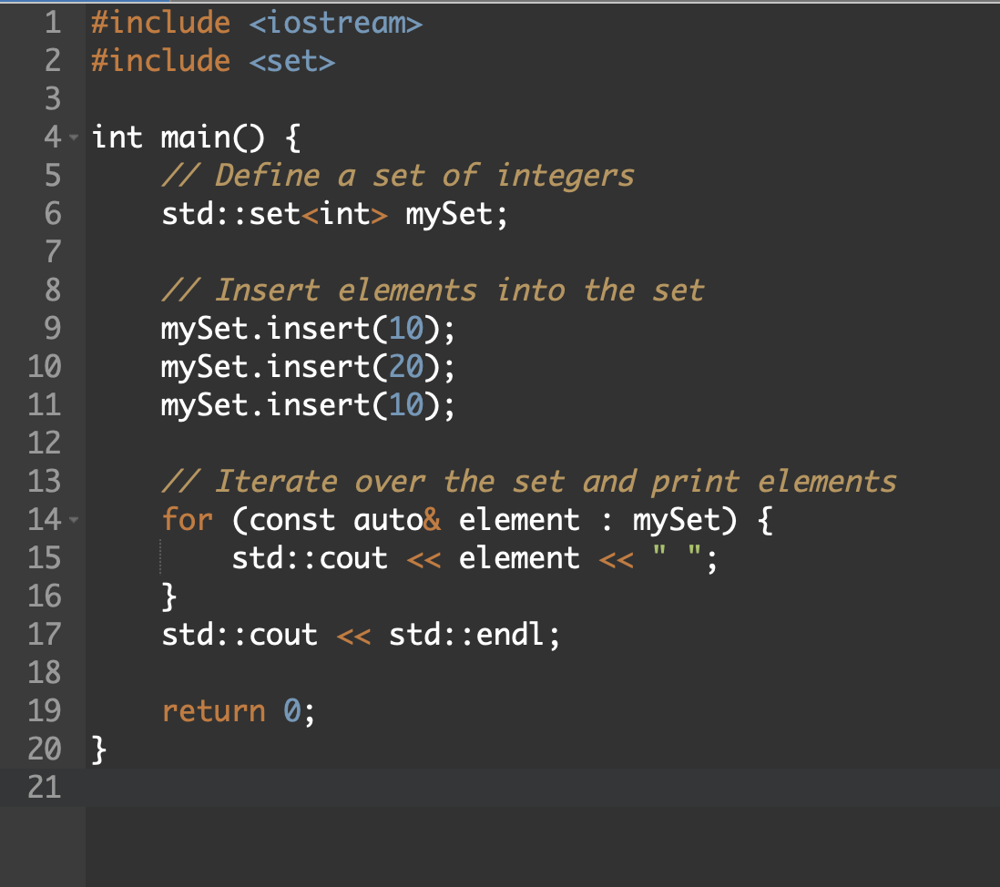 1 #include <iostream>
2 #include <set>
3
4 int main() {
5     // Define a set of integers
6     std::set<int> mySet;
7
8     // Insert elements into the set
9     mySet.insert(10);
10     mySet.insert(20);
11     mySet.insert(10);
12
13     // Iterate over the set and print elements
14     for (const auto& element : mySet) {
15         std::cout << element << " ";
16     }
17     std::cout << std::endl;
18
19     return 0;
20 }
21